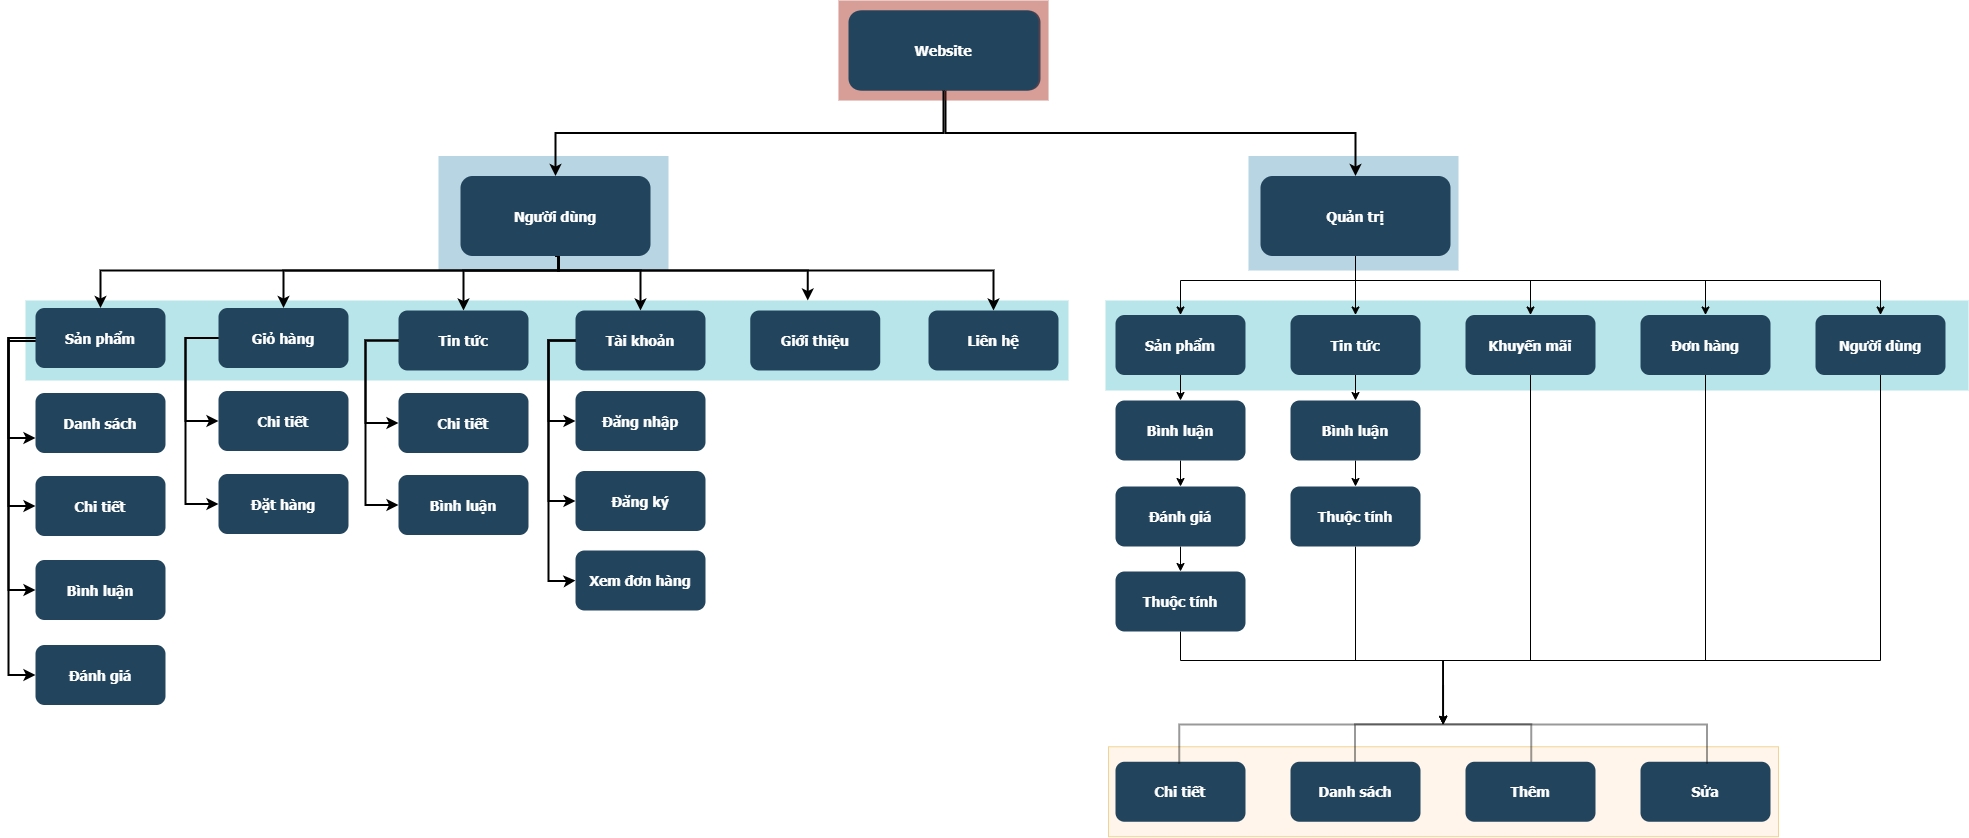 Website
Người dùng
Quản trị
Sản phẩm
Giỏ hàng
Tin tức
Tài khoản
Giới thiệu
Liên hệ
Sản phẩm
Tin tức
Khuyến mãi
Đơn hàng
Người dùng
Danh sách
Chi tiết
Chi tiết
Đăng nhập
Bình luận
Bình luận
Chi tiết
Đặt hàng
Bình luận
Đăng ký
Đánh giá
Thuộc tính
Bình luận
Xem đơn hàng
Thuộc tính
Đánh giá
Chi tiết
Danh sách
Thêm
Sửa